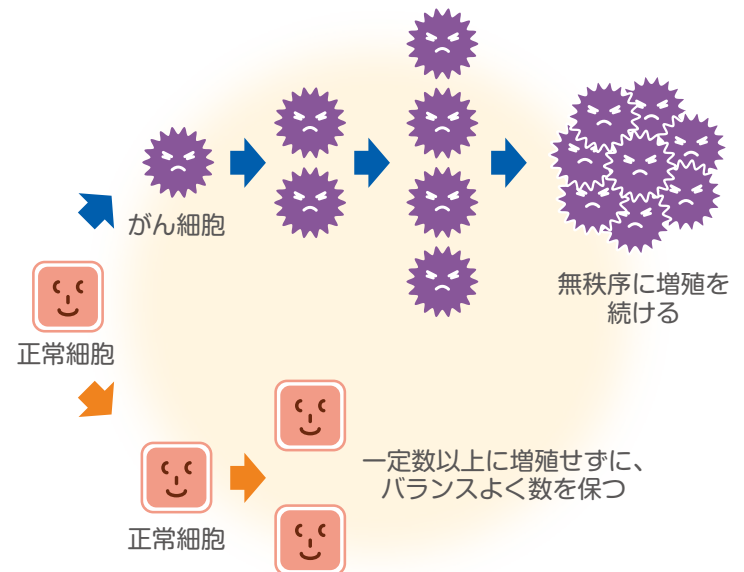 がん細胞
無秩序に増殖を
続ける
正常細胞
一定数以上に増殖せずに、
バランスよく数を保つ
正常細胞